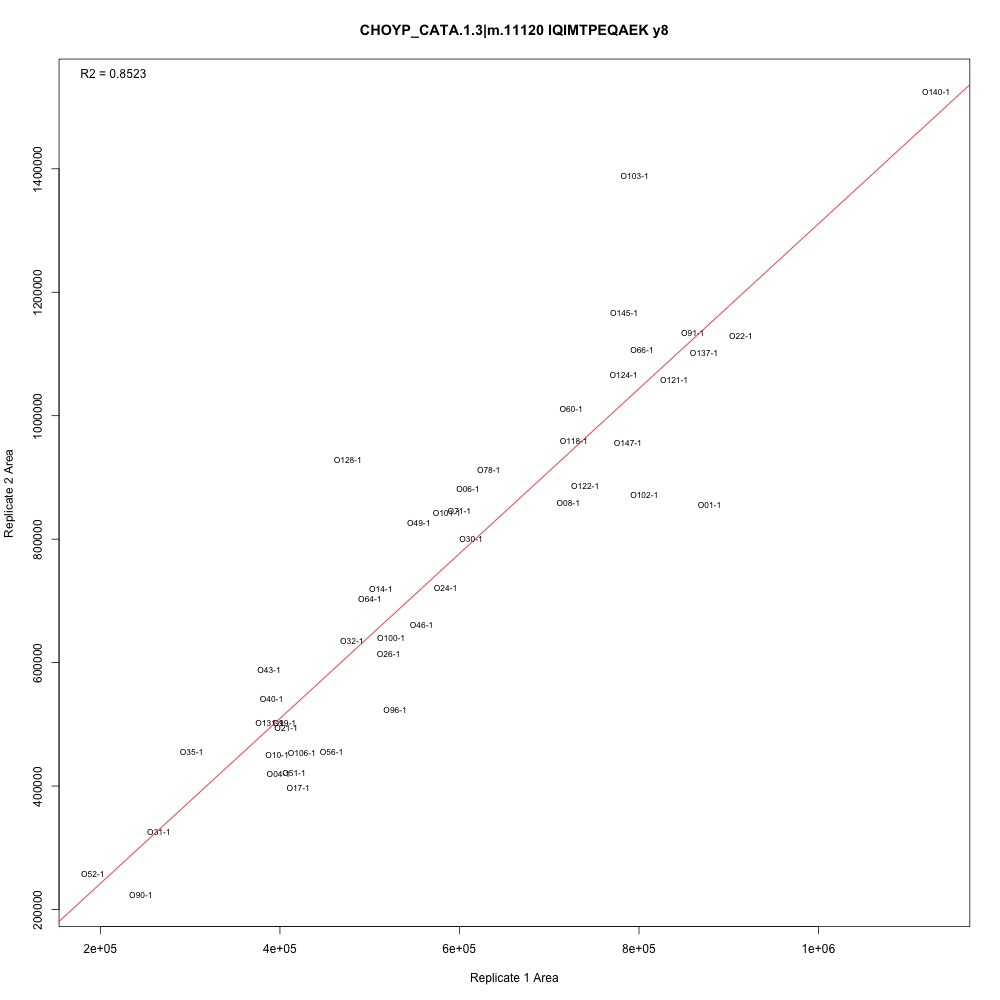 CHOYP_CATA.1.3|m.11120 IQIMTPEQAEK y8
R2 = 0.8523
O140-1
O103-1
O145-1
O91-1
O22-1
O66-1
O137-1
O124-1
O121-1
O60-1
O118-1
O147-1
O128-1
O78-1
O122-1
O06-1
O102-1
O08-1
O01-1
O71-1
O101-1
O49-1
O30-1
O14-1
O24-1
O64-1
O46-1
O32-1
O100-1
O26-1
O43-1
O40-1
O96-1
O131-1
O21-1
O35-1
O10-1
O106-1
O56-1
O04-1
O51-1
O17-1
O31-1
O52-1
O90-1
200000
400000
600000
800000
1000000
1200000
1400000
Replicate 2 Area
2e+05 4e+05 6e+05 8e+05 1e+06
Replicate 1 Area